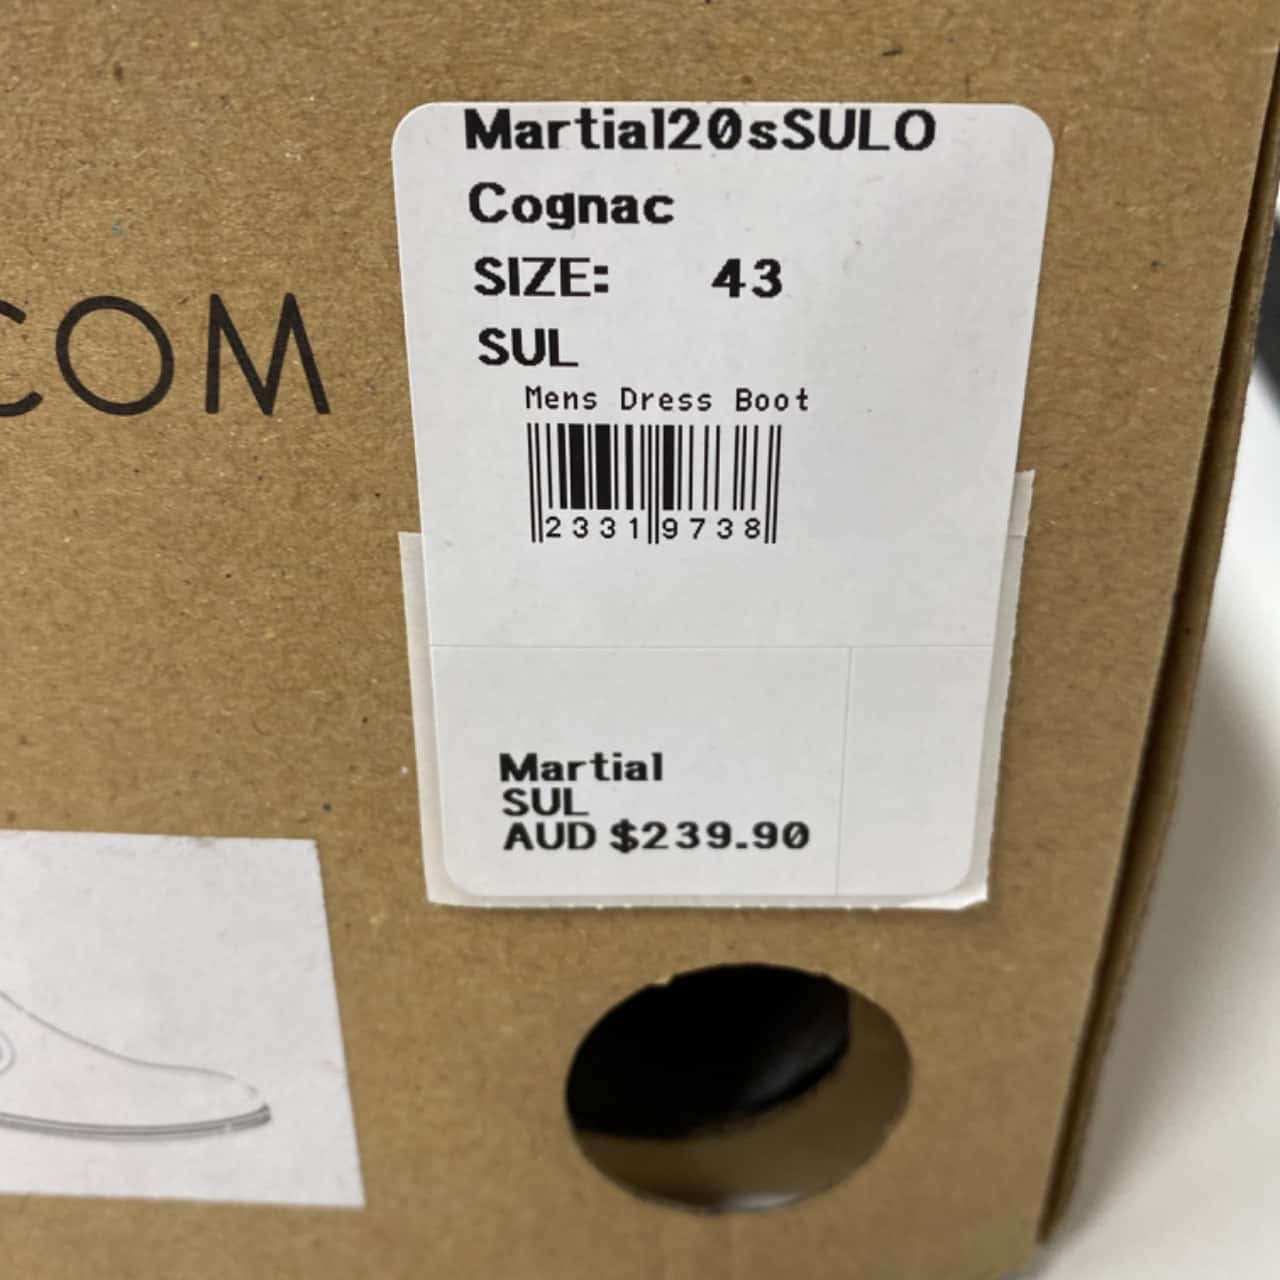 Martial20sSULO
Cognac
SIZE: 43
COM
SUL
Mens Dress Boot
23319738
Martial
SUL
AUD $239.90